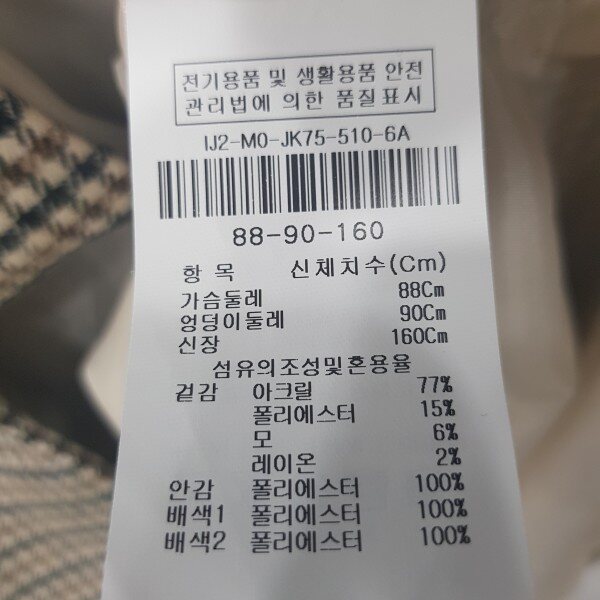 전기용품 및 생활용품 안전
관리법에 의한 품질표시
IJ2-M0-JK75-510-6A
88-90-160
항 목 신체치수(Cm)
가슴둘레 88Cm
엉덩이둘레 90Cm
신장 160Cm
섬유의조성및혼용율
겉감 아크릴 77%
폴리에스터 15%
모 6%
레이온 2%
안감 폴리에스터 100%
배색1 폴리에스터 100%
배색2 폴리에스터 100%